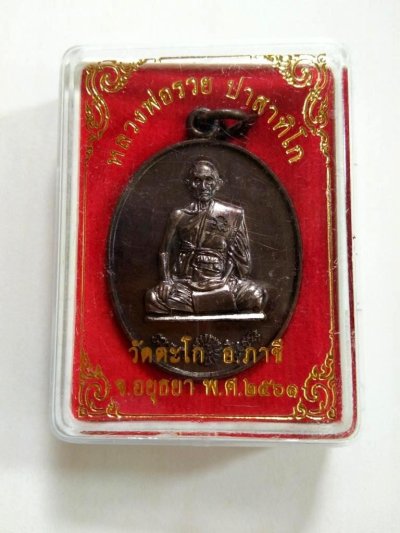 หลวงพ่อรวย ปาสาทิโก
วัดตะโก อ.ภาชี
จ.อยุธยา พ.ศ.๒๕๖๑